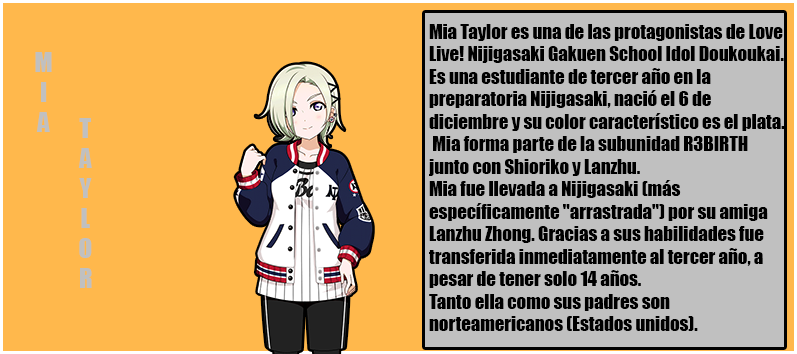 MIA
TAYLOR
Mia Taylor es una de las protagonistas de Love
Live! Nijigasaki Gakuen School Idol Doukoukai.
Es una estudiante de tercer año en la
preparatoria Nijigasaki, nació el 6 de
diciembre y su color característico es el plata.
Mia forma parte de la subunidad R3BIRTH
junto con Shioriko y Lanzhu.
Mia fue llevada a Nijigasaki (más
específicamente "arrastrada") por su amiga
Lanzhu Zhong. Gracias a sus habilidades fue
transferida inmediatamente al tercer año, a
pesar de tener solo 14 años.
Tanto ella como sus padres son
norteamericanos (Estados unidos).